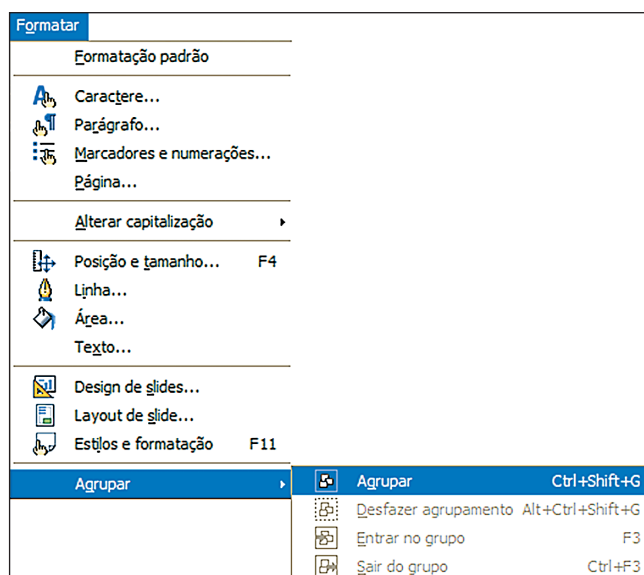 Formatar
Formatação padrão
Caractere...
Parágrafo...
Marcadores e numerações...
Página...
Alterar capitalização
Posição e tamanho... F4
Linha...
Área...
Texto...
Design de slides...
Layout de slide...
Estilos e formatação F11
Agrupar
Agrupar Ctrl+Shift+G
Desfazer agrupamento Alt+Ctrl+Shift+G
Entrar no grupo F3
Sair do grupo Ctrl+F3